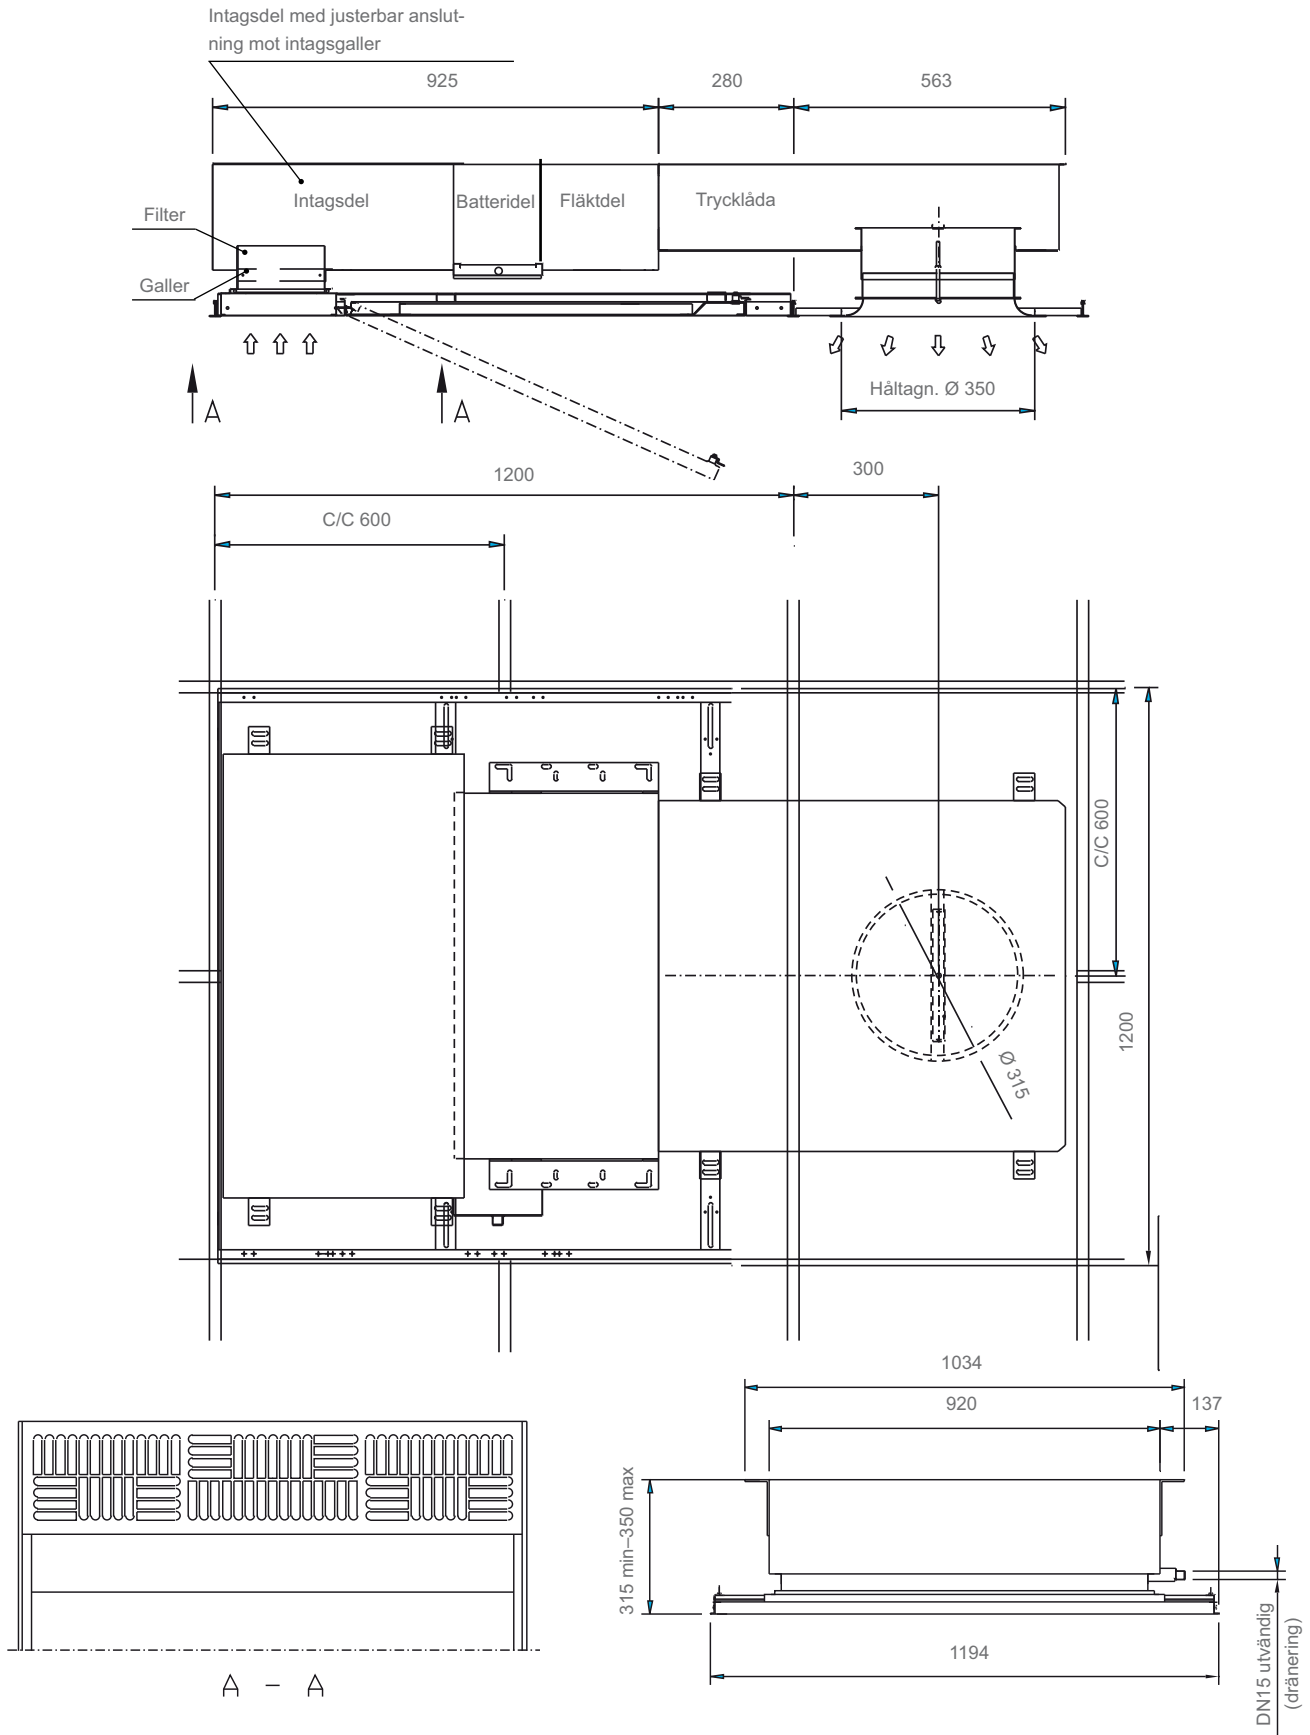 Intagsdel med justerbar anslut-
ning mot intagsgaller
925
280
563
Intagsdel
Batteridel
Fläktdel
Trycklåda
Filter
Galler
A
A
Håltagn. Ø 350
1200
300
C/C 600
C/C 600
1200
Ø 315
1034
920
137
315 min–350 max
1194
DN15 utvändig
(dränering)
A – A